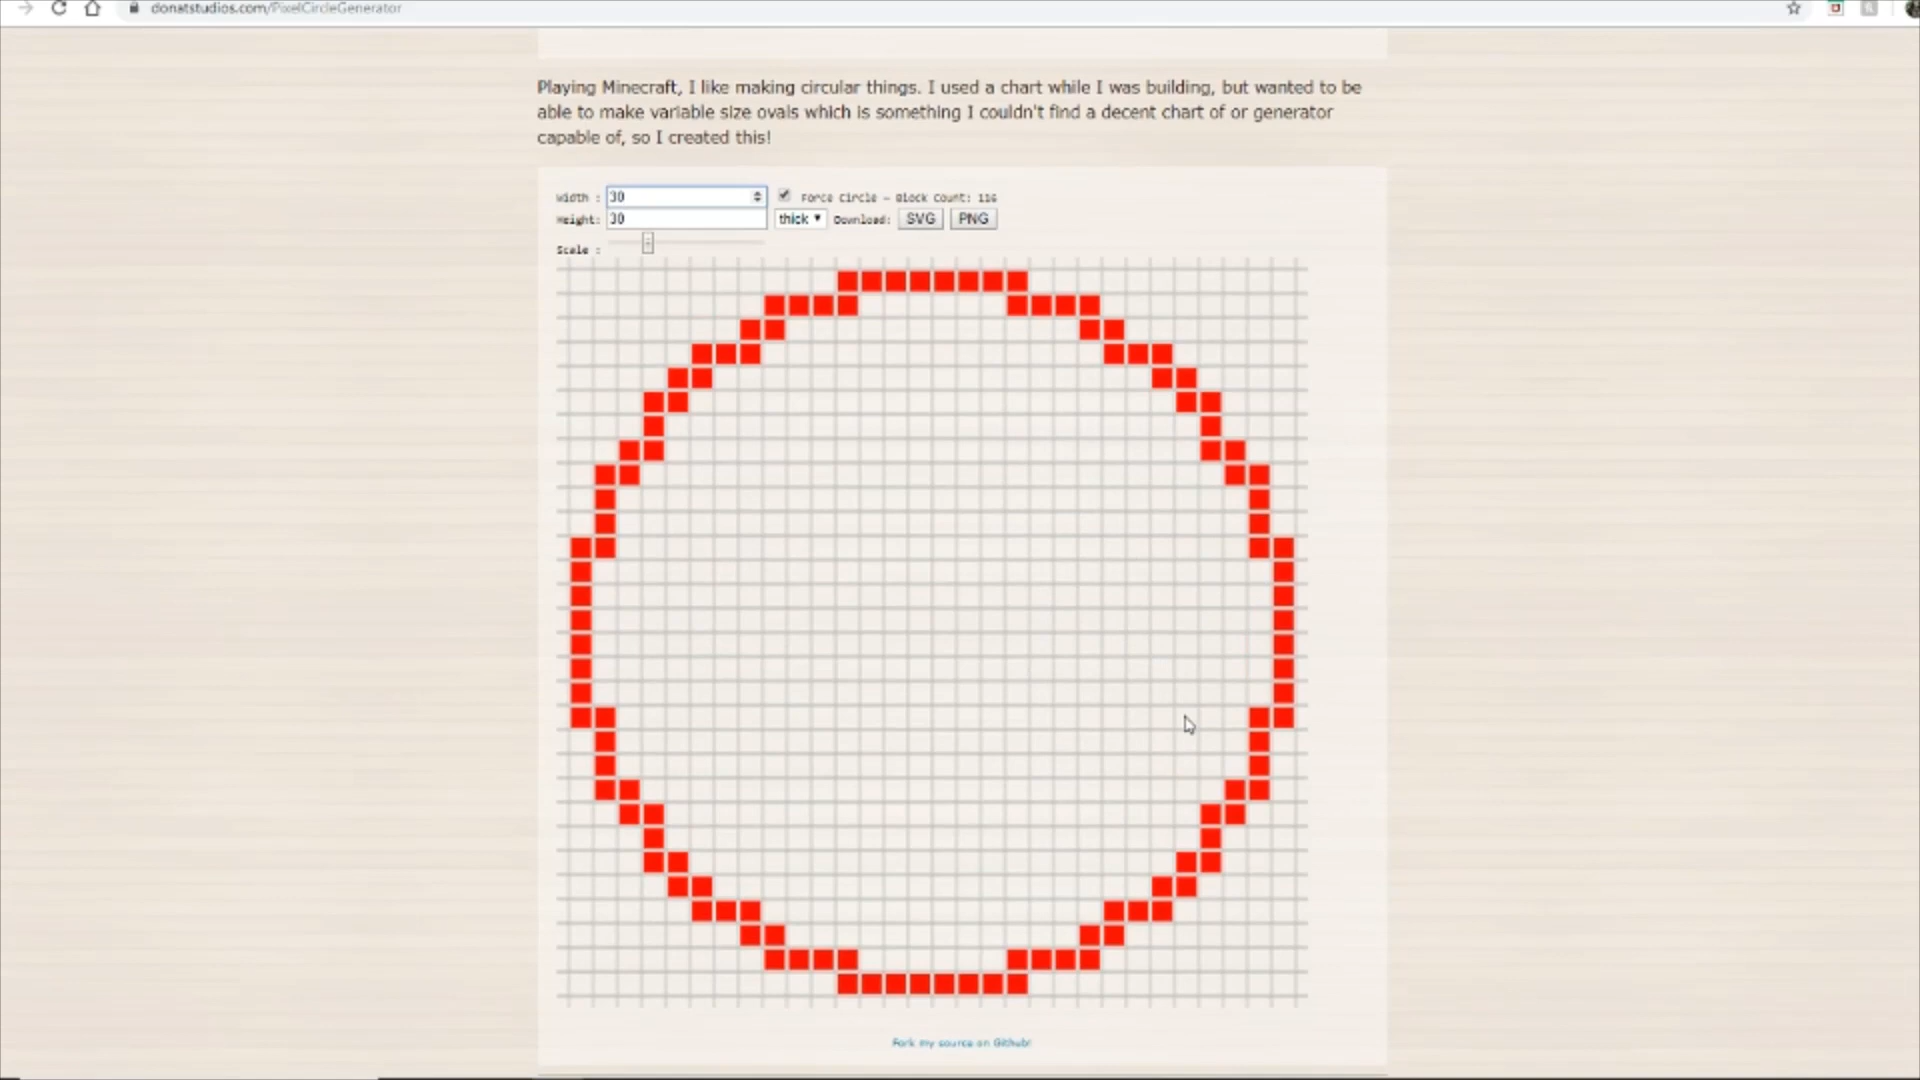 donatstudios.com/PixelCircleGenerator
Playing Minecraft, I like making circular things. I used a chart while I was building, but wanted to be
able to make variable size ovals which is something I couldn't find a decent chart of or generator
capable of, so I created this!
Width : 30 Force Circle – Block Count: 116
Height: 30 thick Download: SVG PNG
Scale :
Fork my source on Github!